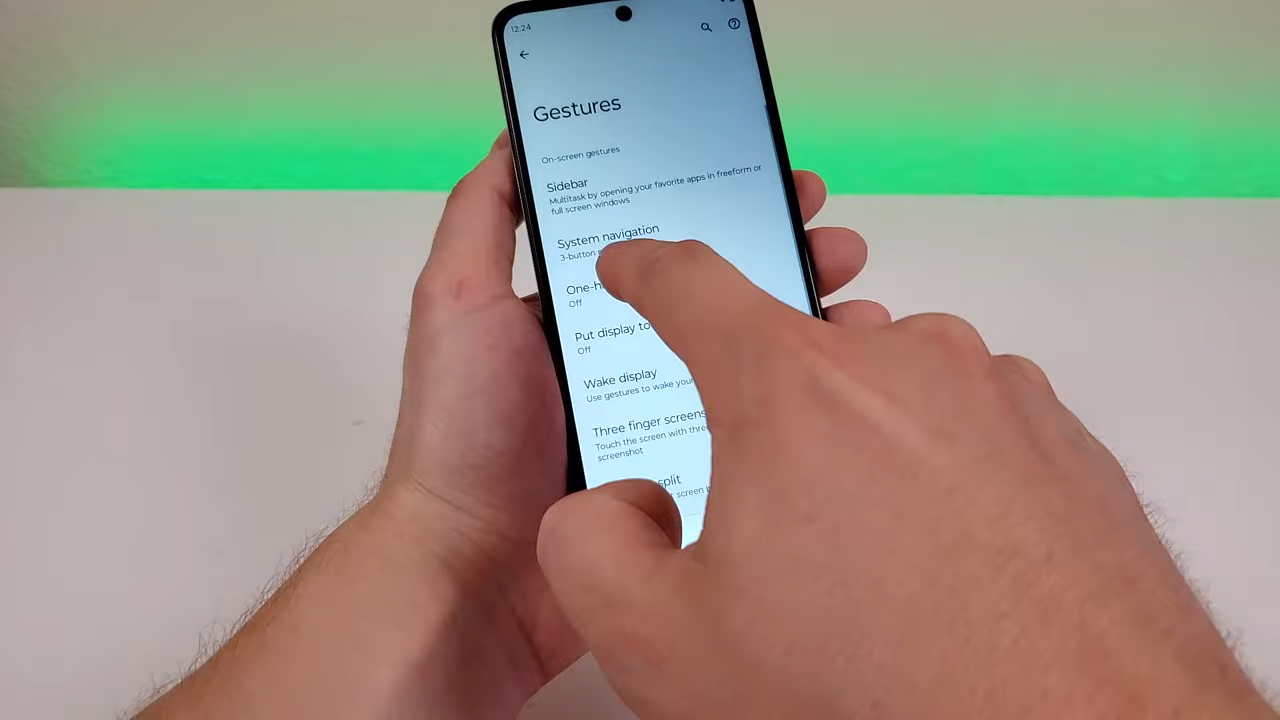 12:24
Gestures
On-screen gestures
Sidebar
Multitask by opening your favorite apps in freeform or
full screen windows
System navigation
3-button
One-h
Off
Put display to
Off
Wake display
Use gestures to wake your
Three finger screens
Touch the screen with three
screenshot
split
screen